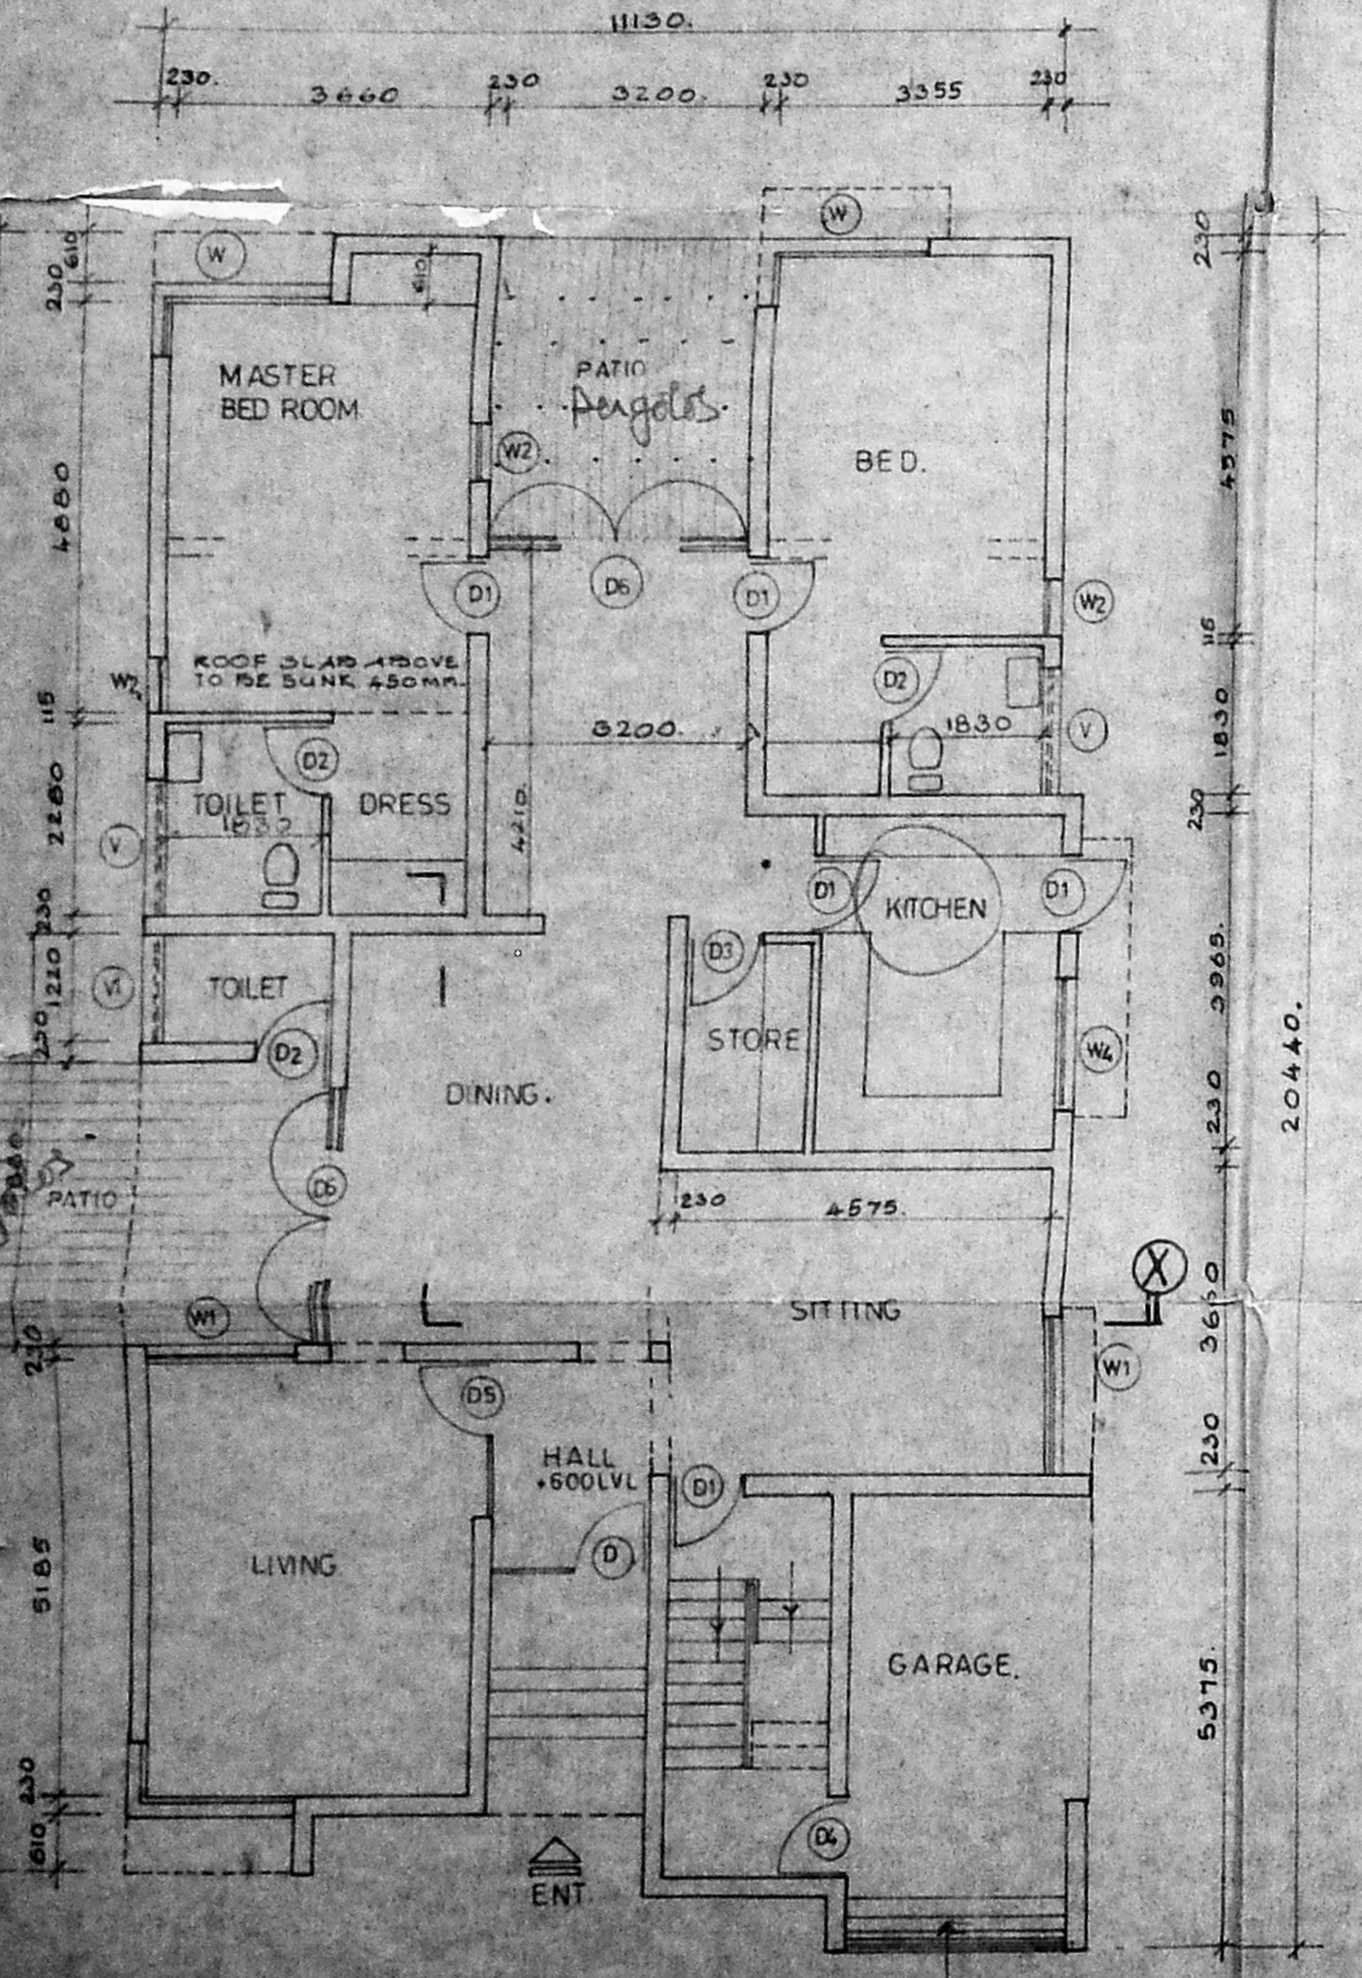 11130.
230. 3660 230 3200. 230 3355 230
W
W
610
230
610
230
MASTER
BED ROOM
PATIO
Pergolas
W2
BED.
4575
4880
D1
D6
D1
W2
ROOF SLAB ABOVE
TO BE SUNK 450MM.
W2
115
D2
115
3200.
1830
V
1830
D2
TOILET
1830
DRESS
2280
4210
V
230
230
D1
KITCHEN
D1
D3
TOILET
V1
1220
230
D2
STORE
W4
3965.
20440.
DINING.
230
D6
PATIO
230
4575.
X
SITTING
3660
W1
W1
230
D5
HALL
+600LVL
D1
230
D
LIVING
5185
GARAGE.
5375.
230
610
D4
ENT.